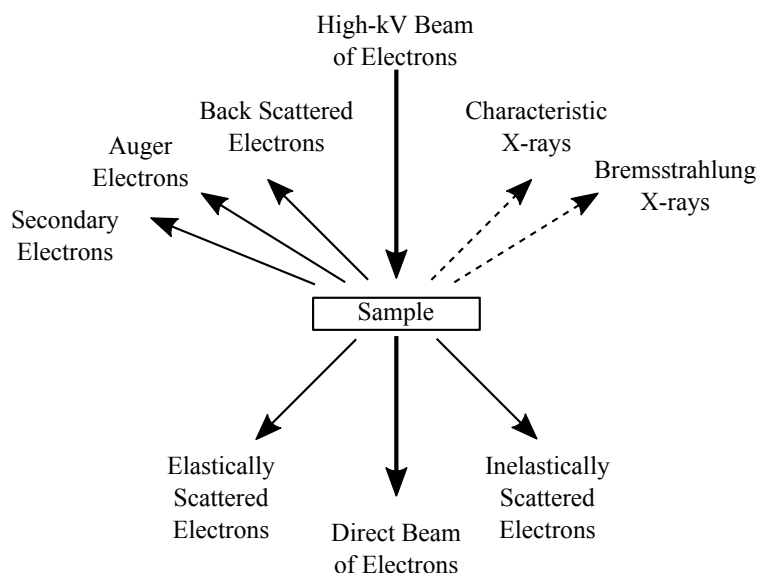 High-kV Beam
of Electrons
Back Scattered
Electrons
Characteristic
X-rays
Auger
Electrons
Bremsstrahlung
X-rays
Secondary
Electrons
Sample
Elastically
Scattered
Electrons
Direct Beam
of Electrons
Inelastically
Scattered
Electrons